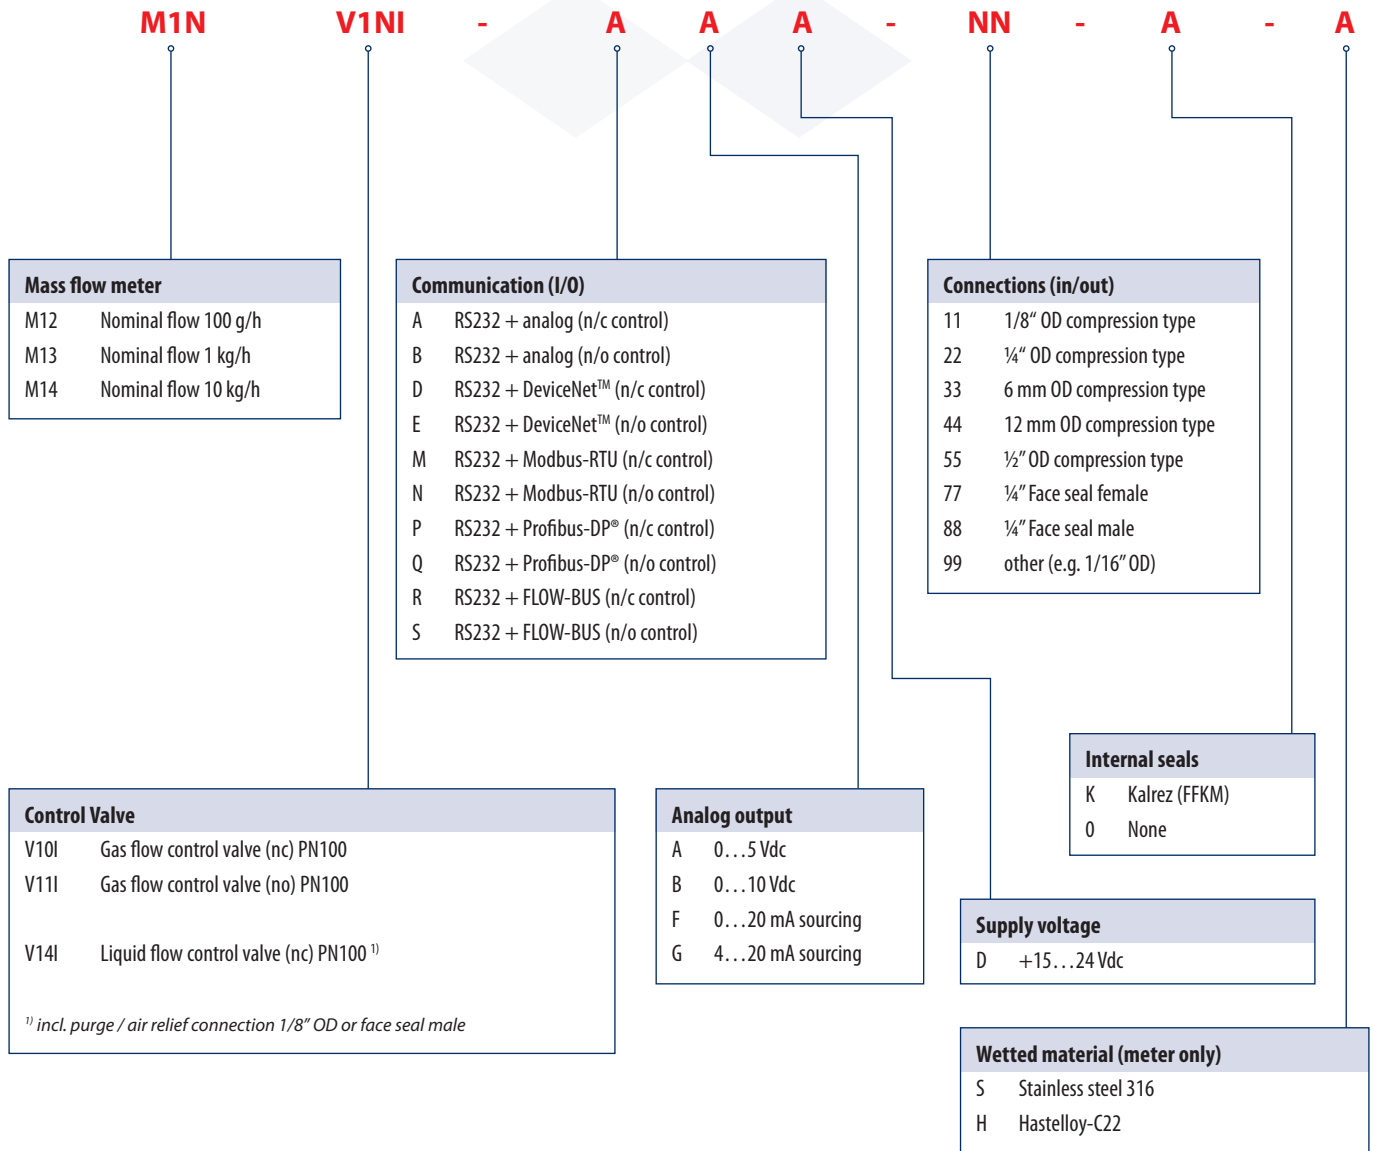 M1N V1NI - A A A - NN - A - A
Mass flow meter
M12 Nominal flow 100 g/h
M13 Nominal flow 1 kg/h
M14 Nominal flow 10 kg/h
Communication (I/O)
A RS232 + analog (n/c control)
B RS232 + analog (n/o control)
D RS232 + DeviceNet™ (n/c control)
E RS232 + DeviceNet™ (n/o control)
M RS232 + Modbus-RTU (n/c control)
N RS232 + Modbus-RTU (n/o control)
P RS232 + Profibus-DP® (n/c control)
Q RS232 + Profibus-DP® (n/o control)
R RS232 + FLOW-BUS (n/c control)
S RS232 + FLOW-BUS (n/o control)
Connections (in/out)
11 1/8“ OD compression type
22 ¼“ OD compression type
33 6 mm OD compression type
44 12 mm OD compression type
55 ½” OD compression type
77 ¼” Face seal female
88 ¼” Face seal male
99 other (e.g. 1/16” OD)
Internal seals
K Kalrez (FFKM)
0 None
Control Valve
V10I Gas flow control valve (nc) PN100
V11I Gas flow control valve (no) PN100
V14I Liquid flow control valve (nc) PN100 1)
1) incl. purge / air relief connection 1/8” OD or face seal male
Analog output
A 0…5 Vdc
B 0…10 Vdc
F 0…20 mA sourcing
G 4…20 mA sourcing
Supply voltage
D +15…24 Vdc
Wetted material (meter only)
S Stainless steel 316
H Hastelloy-C22